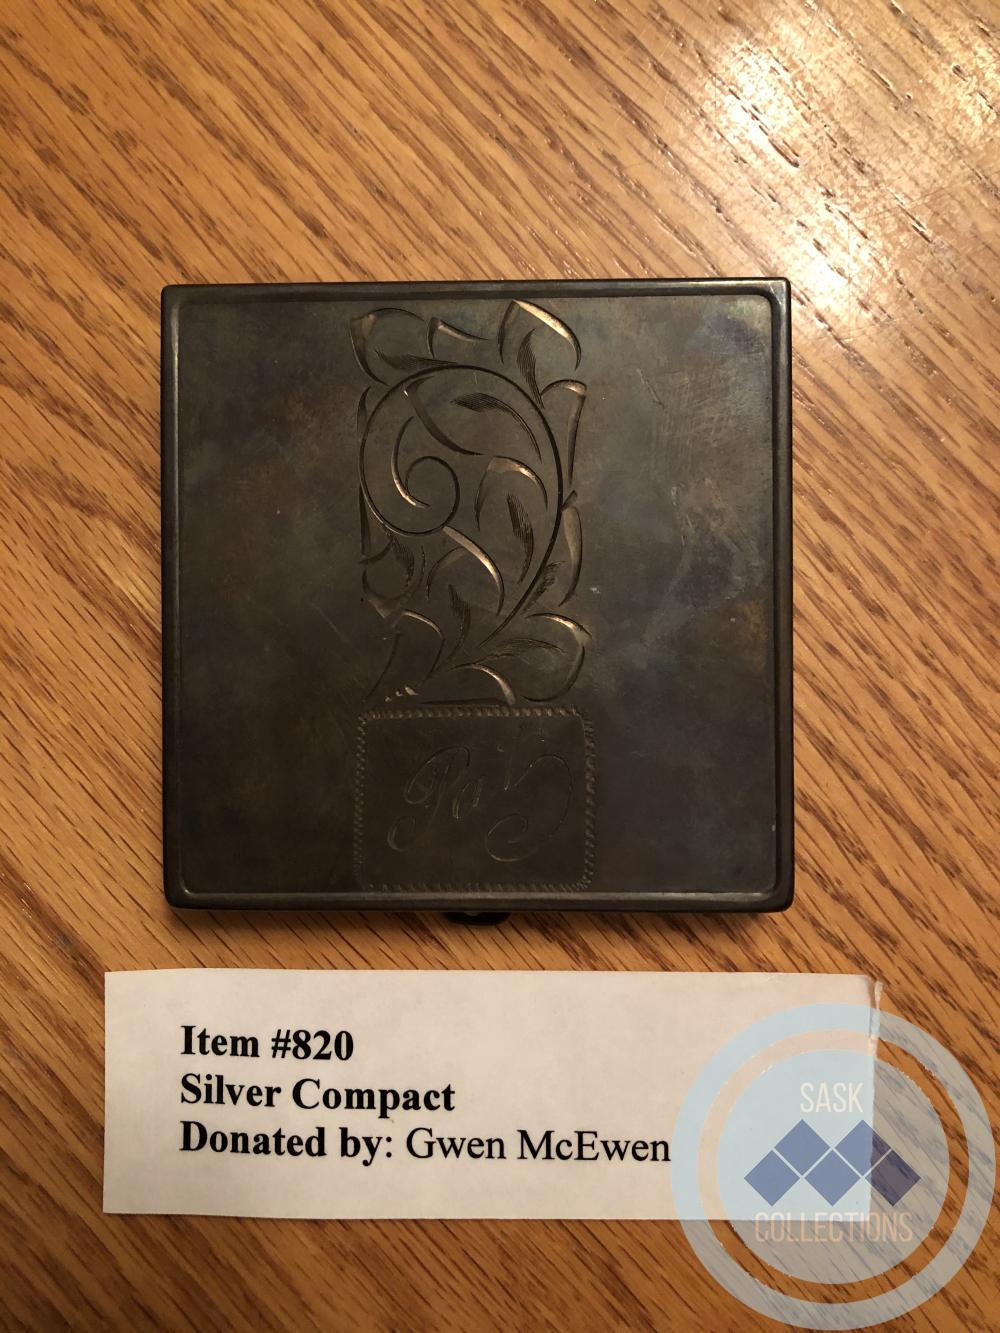 Item #820
Silver Compact
Donated by: Gwen McEwen
SASK
COLLECTIONS